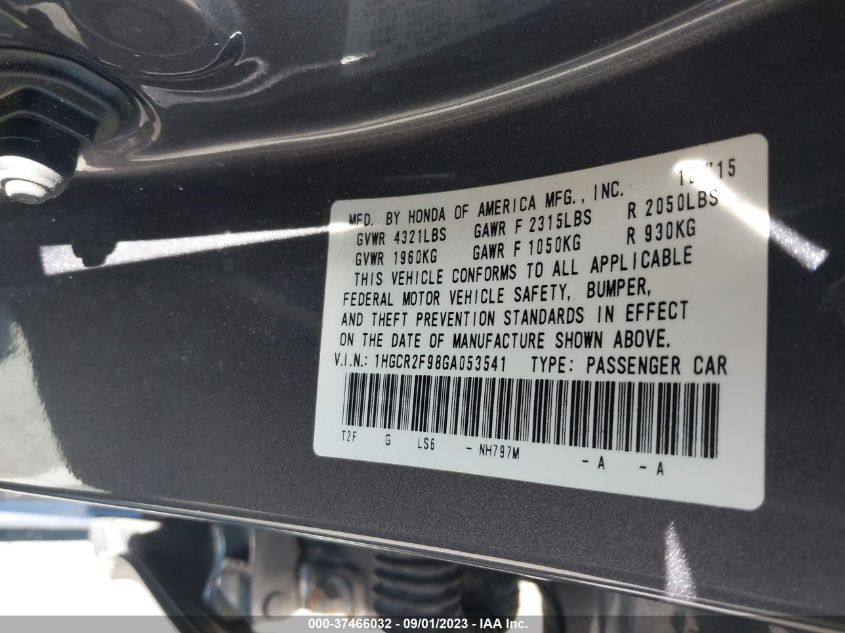 MFD. BY HONDA OF AMERICA MFG., INC.
GVWR 4321LBS GAWR F 2315LBS R 2050LBS
GVWR 1960KG GAWR F 1050KG R 930KG
THIS VEHICLE CONFORMS TO ALL APPLICABLE
FEDERAL MOTOR VEHICLE SAFETY, BUMPER,
AND THEFT PREVENTION STANDARDS IN EFFECT
ON THE DATE OF MANUFACTURE SHOWN ABOVE.
V.I.N.: 1HGCR2F98GA053541 TYPE: PASSENGER CAR
T2F G LS6 - NH797M - A - A
000-37466032 - 09/01/2023 - IAA Inc.